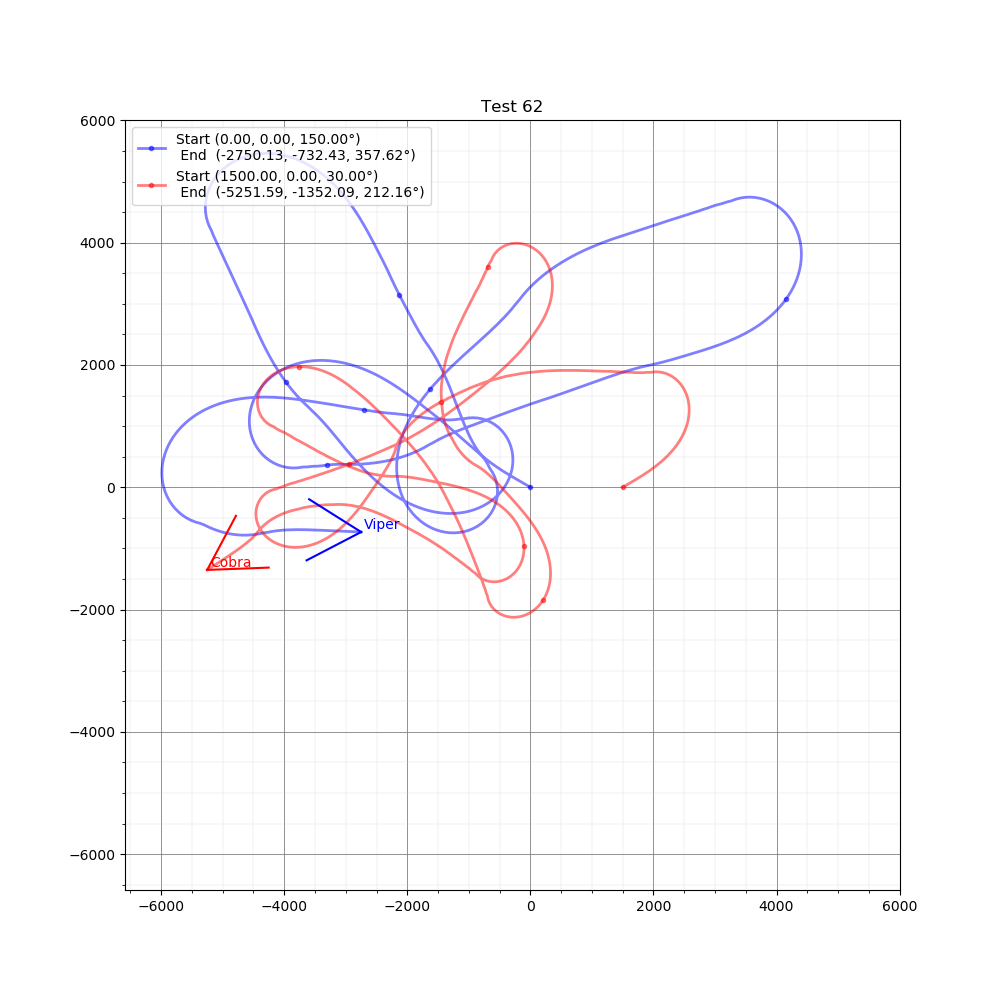 Test 62
Start (0.00, 0.00, 150.00°)
End (-2750.13, -732.43, 357.62°)
Start (1500.00, 0.00, 30.00°)
End (-5251.59, -1352.09, 212.16°)
6000
4000
2000
0
−2000
−4000
−6000
Viper
Cobra
−6000
−4000
−2000
0
2000
4000
6000